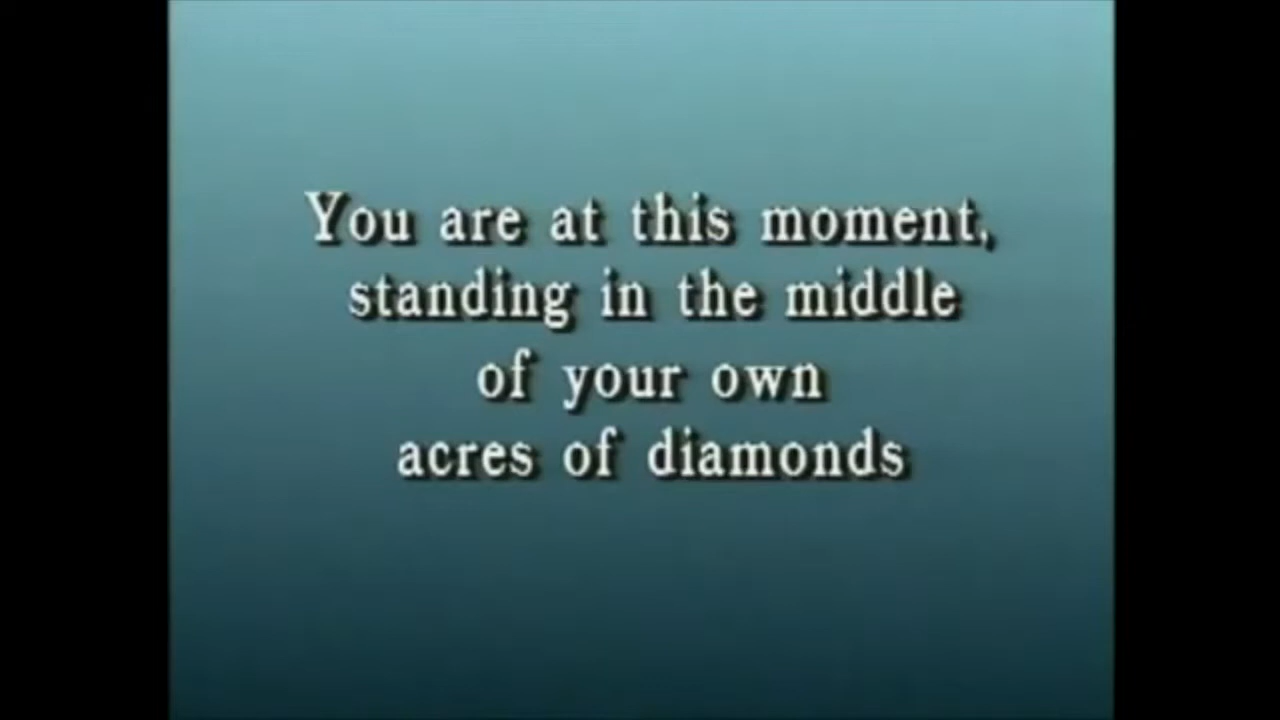 You are at this moment,
standing in the middle
of your own
acres of diamonds